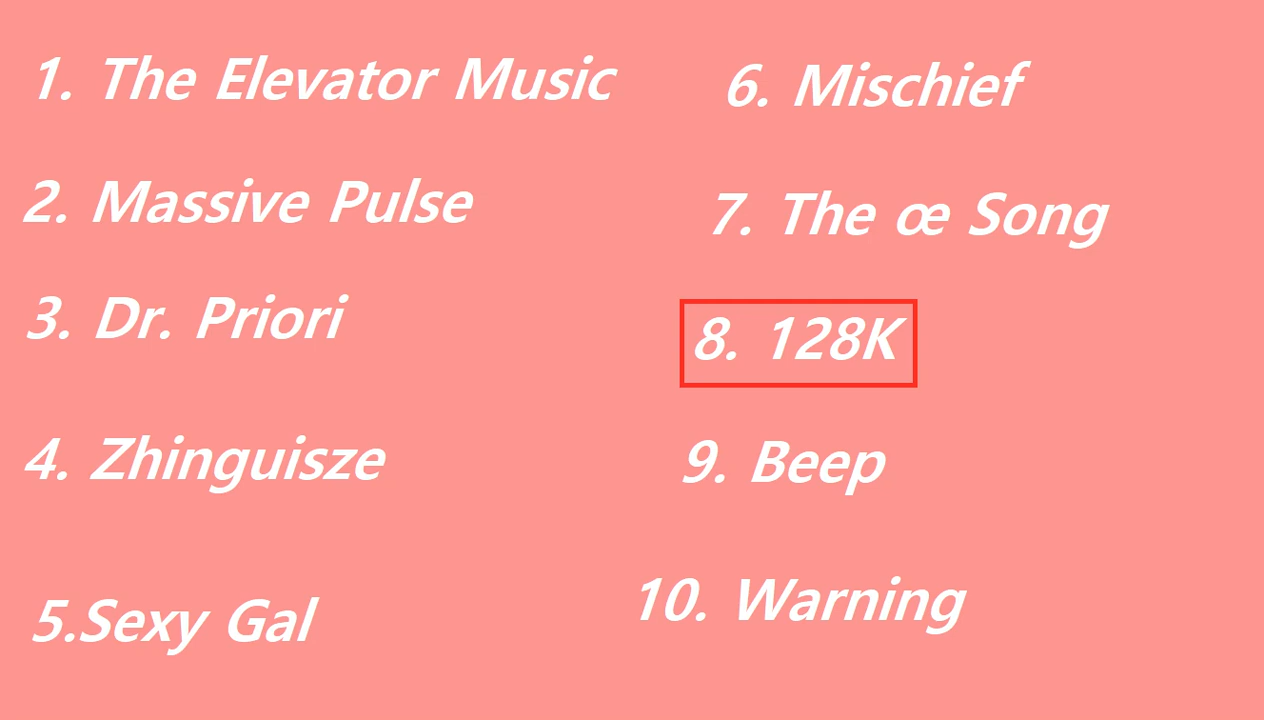 1. The Elevator Music
2. Massive Pulse
3. Dr. Priori
4. Zhinguisze
5.Sexy Gal
6. Mischief
7. The œ Song
8. 128K
9. Beep
10. Warning